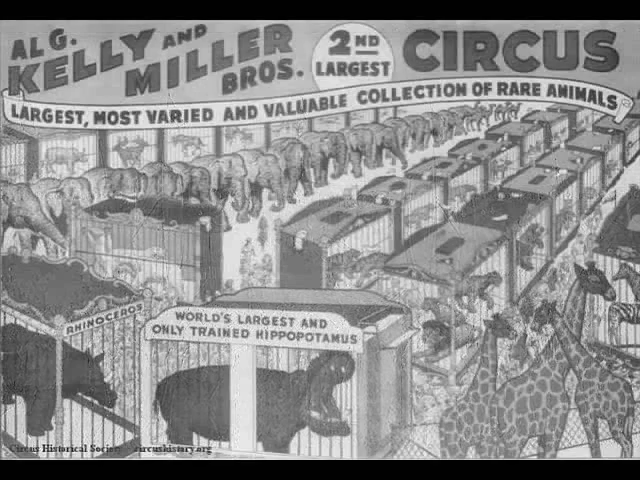 AL G.
KELLY AND
MILLER
BROS.
2ND
LARGEST
CIRCUS
LARGEST, MOST VARIED AND VALUABLE COLLECTION OF RARE ANIMALS
RHINOCEROS
WORLD'S LARGEST AND
ONLY TRAINED HIPPOPOTAMUS
Circus Historical Society circushistory.org